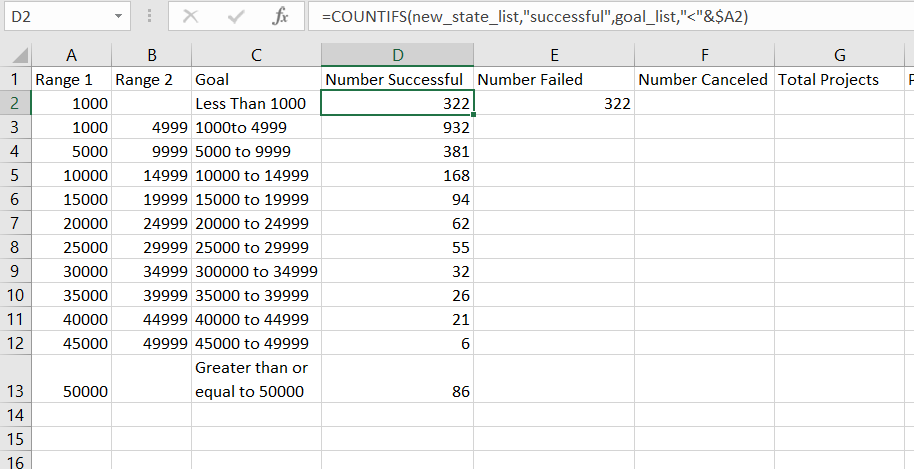 D2 fx =COUNTIFS(new_state_list,"successful",goal_list,"<"&$A2)
A B C D E F G
1 Range 1 Range 2 Goal Number Successful Number Failed Number Canceled Total Projects
2 1000 Less Than 1000 322 322
3 1000 4999 1000to 4999 932
4 5000 9999 5000 to 9999 381
5 10000 14999 10000 to 14999 168
6 15000 19999 15000 to 19999 94
7 20000 24999 20000 to 24999 62
8 25000 29999 25000 to 29999 55
9 30000 34999 300000 to 34999 32
10 35000 39999 35000 to 39999 26
11 40000 44999 40000 to 44999 21
12 45000 49999 45000 to 49999 6
Greater than or
13 50000 equal to 50000 86
14
15
16